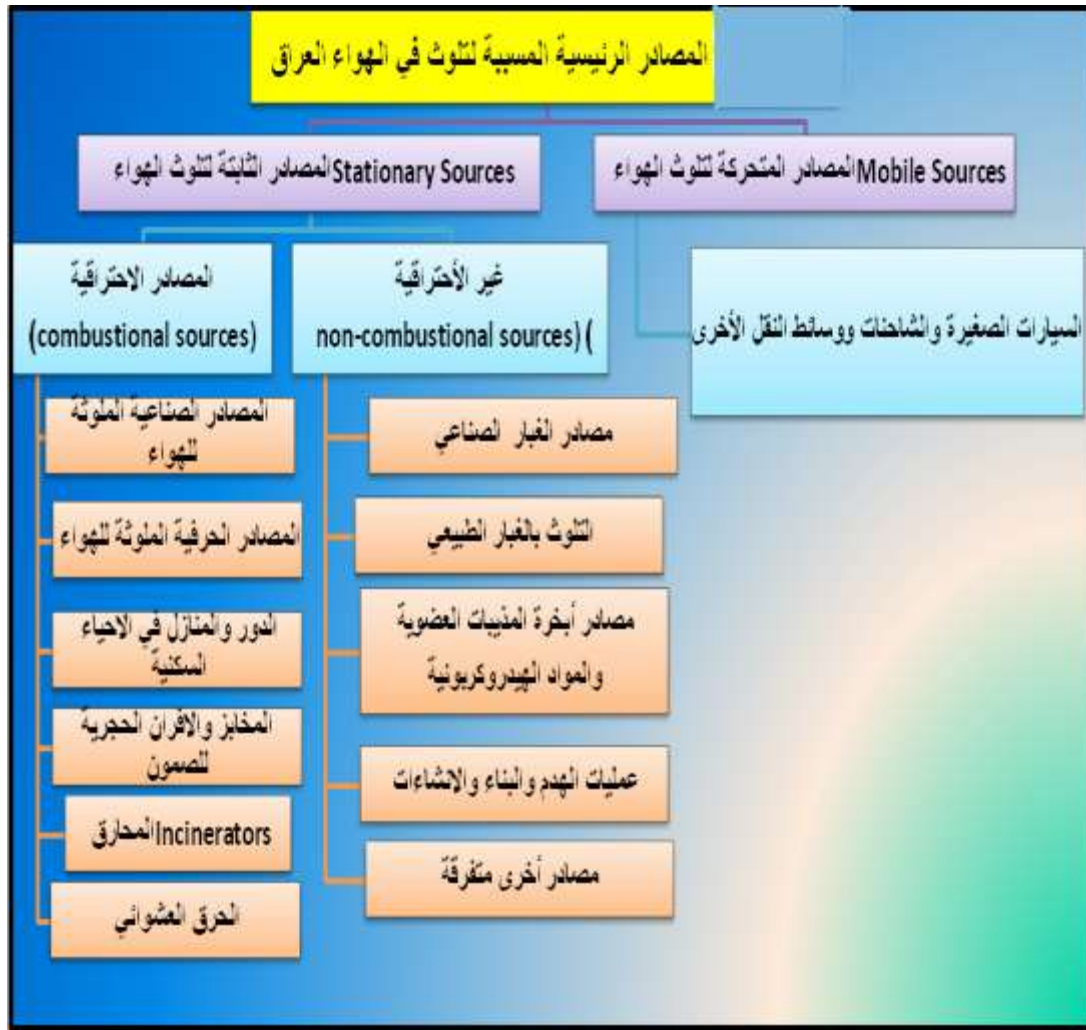 المصادر الرئيسية المسببة لتلوث في الهواء العراق
المصادر المتحركة لتلوث الهواء Mobile Sources
السيارات الصغيرة والشاحنات ووسائط النقل الأخرى
المصادر الثابتة لتلوث الهواء Stationary Sources
غير الأحتراقية
non-combustional sources) (
مصادر الغبار الصناعي
التلوث بالغبار الطبيعي
مصادر أبخرة المذيبات العضوية
والمواد الهيدروكربونية
عمليات الهدم والبناء والانشاءات
مصادر أخرى متفرقة
المصادر الاحتراقية
(combustional sources)
المصادر الصناعية الملوثة
للهواء
المصادر الحرفية الملوثة للهواء
الدور والمنازل في الاحياء
السكنية
المخابز والافران الحجرية
للصمون
المحارق Incinerators
الحرق العشوائي